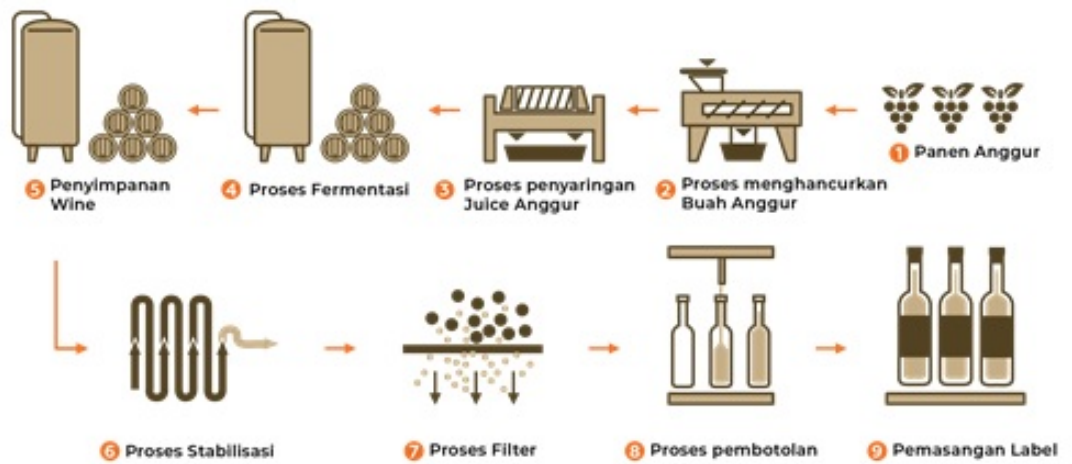 1 Panen Anggur
2 Proses menghancurkan
Buah Anggur
3 Proses penyaringan
Juice Anggur
4 Proses Fermentasi
5 Penyimpanan
Wine
6 Proses Stabilisasi
7 Proses Filter
8 Proses pembotolan
9 Pemasangan Label